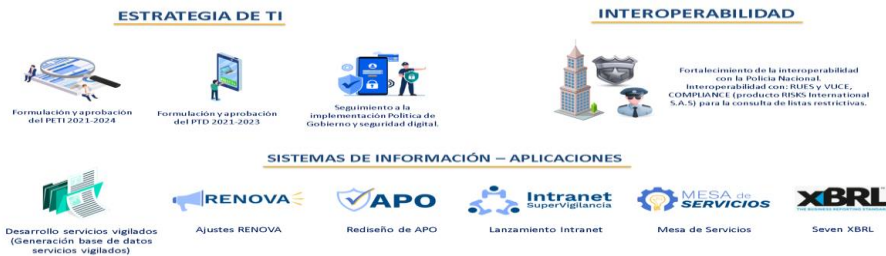 ESTRATEGIA DE TI
Formulación y aprobación
del PETI 2021-2024
Formulación y aprobación
del PTD 2021-2023
Seguimiento a la
implementación Política de
Gobierno y seguridad digital.
INTEROPERABILIDAD
Fortalecimiento de la interoperabilidad
con la Policía Nacional.
Interoperabilidad con: RUES y VUCE,
COMPLIANCE (producto RISKS International
S.A.S) para la consulta de listas restrictivas.
SISTEMAS DE INFORMACIÓN – APLICACIONES
Desarrollo servicios vigilados
(Generación base de datos
servicios vigilados)
RENOVA
Ajustes RENOVA
APO
Rediseño de APO
Intranet
SuperVigilancia
Lanzamiento Intranet
MESA de
SERVICIOS
Mesa de Servicios
XBRL
THE BUSINESS REPORTING STANDARD
Seven XBRL